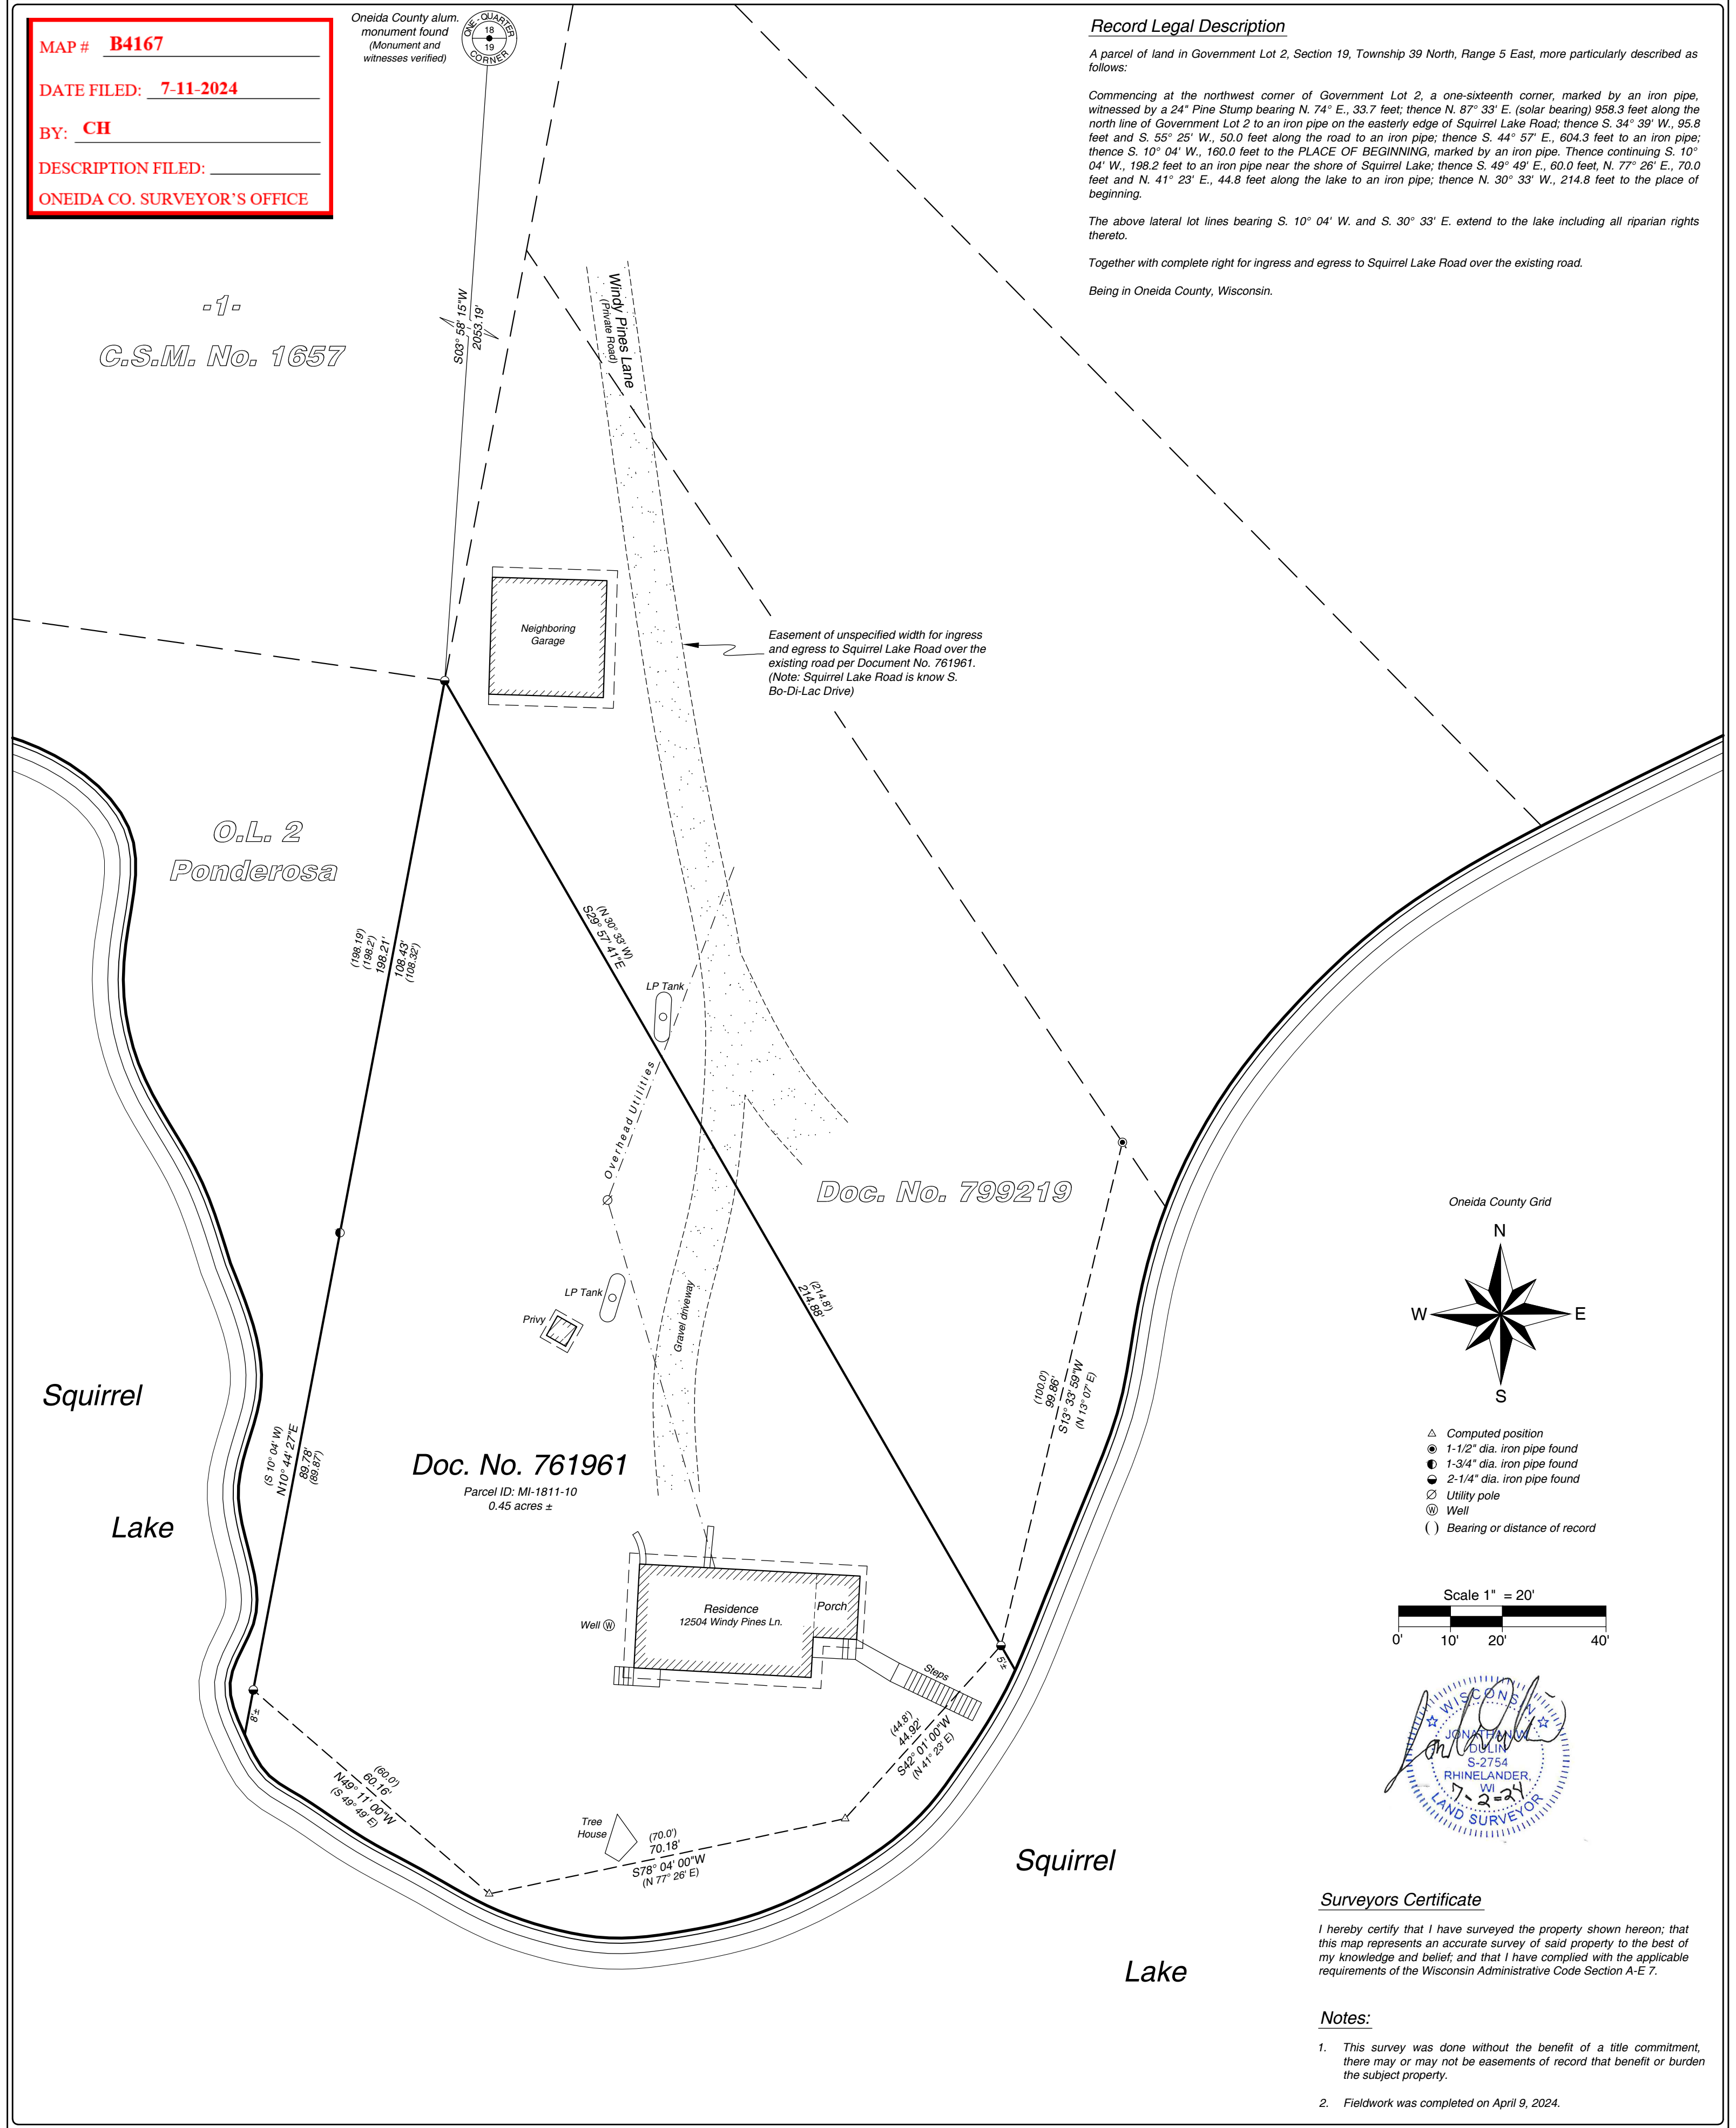 MAP # B4167
DATE FILED: 7-11-2024
BY: CH
DESCRIPTION FILED:
ONEIDA CO. SURVEYOR'S OFFICE
Oneida County alum.
monument found
(Monument and
witnesses verified)
ONE-QUARTER
18
19
CORNER
Record Legal Description
A parcel of land in Government Lot 2, Section 19, Township 39 North, Range 5 East, more particularly described as
follows:
Commencing at the northwest corner of Government Lot 2, a one-sixteenth corner, marked by an iron pipe,
witnessed by a 24" Pine Stump bearing N. 74° E., 33.7 feet; thence N. 87° 33' E. (solar bearing) 958.3 feet along the
north line of Government Lot 2 to an iron pipe on the easterly edge of Squirrel Lake Road; thence S. 34° 39' W., 95.8
feet and S. 55° 25' W., 50.0 feet along the road to an iron pipe; thence S. 44° 57' E., 604.3 feet to an iron pipe;
thence S. 10° 04' W., 160.0 feet to the PLACE OF BEGINNING, marked by an iron pipe. Thence continuing S. 10°
04' W., 198.2 feet to an iron pipe near the shore of Squirrel Lake; thence S. 49° 49' E., 60.0 feet, N. 77° 26' E., 70.0
feet and N. 41° 23' E., 44.8 feet along the lake to an iron pipe; thence N. 30° 33' W., 214.8 feet to the place of
beginning.
The above lateral lot lines bearing S. 10° 04' W. and S. 30° 33' E. extend to the lake including all riparian rights
thereto.
Together with complete right for ingress and egress to Squirrel Lake Road over the existing road.
Being in Oneida County, Wisconsin.
-1-
C.S.M. No. 1657
S03° 58' 15"W
2053.19'
Windy Pines Lane
(Private Road)
Neighboring
Garage
Easement of unspecified width for ingress
and egress to Squirrel Lake Road over the
existing road per Document No. 761961.
(Note: Squirrel Lake Road is know S.
Bo-Di-Lac Drive)
O.L. 2
Ponderosa
(198.19')
(198.2')
198.21'
108.43'
(108.32')
(N 30° 33' W)
S29° 57' 41"E
LP Tank
Overhead Utilities
Doc. No. 799219
Oneida County Grid
N
W
E
S
LP Tank
Privy
Gravel driveway
(214.8')
214.88'
(100.0')
99.86'
S13° 33' 59"W
(N 13° 07' E)
Squirrel
Lake
(S 10° 04' W)
N10° 44' 27"E
89.78'
(89.87')
Doc. No. 761961
Parcel ID: MI-1811-10
0.45 acres ±
Computed position
1-1/2" dia. iron pipe found
1-3/4" dia. iron pipe found
2-1/4" dia. iron pipe found
Utility pole
W Well
( ) Bearing or distance of record
Scale 1" = 20'
0' 10' 20' 40'
Residence
12504 Windy Pines Ln.
Porch
Well W
Steps
5'±
8'±
(44.8')
44.92'
S42° 01' 00"W
(N 41° 23' E)
(60.0')
60.16'
N49° 11' 00"W
(S 49° 49' E)
Tree
House
(70.0')
70.18'
S78° 04' 00"W
(N 77° 26' E)
WISCONSIN
JONATHAN W.
DULIN
S-2754
RHINELANDER,
WI
7-2-24
LAND SURVEYOR
Squirrel
Lake
Surveyors Certificate
I hereby certify that I have surveyed the property shown hereon; that
this map represents an accurate survey of said property to the best of
my knowledge and belief; and that I have complied with the applicable
requirements of the Wisconsin Administrative Code Section A-E 7.
Notes:
1. This survey was done without the benefit of a title commitment,
there may or may not be easements of record that benefit or burden
the subject property.
2. Fieldwork was completed on April 9, 2024.